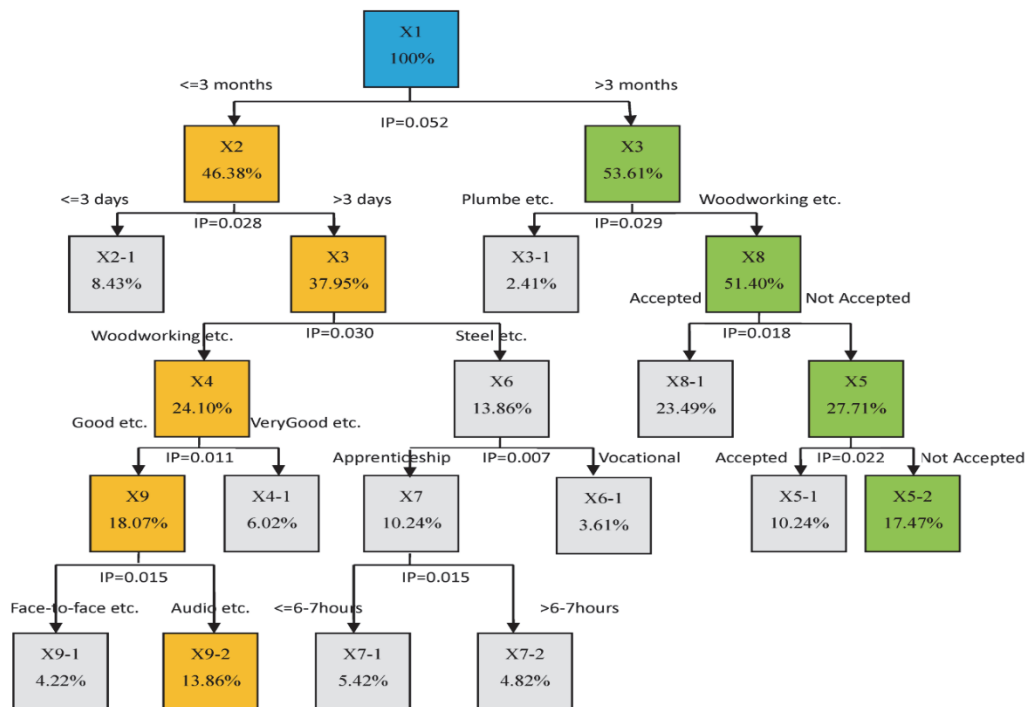 X1
100%
<=3 months
>3 months
IP=0.052
X2
46.38%
X3
53.61%
<=3 days
>3 days
Plumbe etc.
Woodworking etc.
IP=0.028
IP=0.029
X2-1
8.43%
X3
37.95%
X3-1
2.41%
X8
51.40%
Accepted
Not Accepted
Woodworking etc.
IP=0.030
Steel etc.
IP=0.018
X4
24.10%
X6
13.86%
X8-1
23.49%
X5
27.71%
Good etc.
VeryGood etc.
IP=0.011
Apprenticeship
IP=0.007
Vocational
Accepted
IP=0.022
Not Accepted
X9
18.07%
X4-1
6.02%
X7
10.24%
X6-1
3.61%
X5-1
10.24%
X5-2
17.47%
IP=0.015
IP=0.015
Face-to-face etc.
Audio etc.
<=6-7hours
>6-7hours
X9-1
4.22%
X9-2
13.86%
X7-1
5.42%
X7-2
4.82%